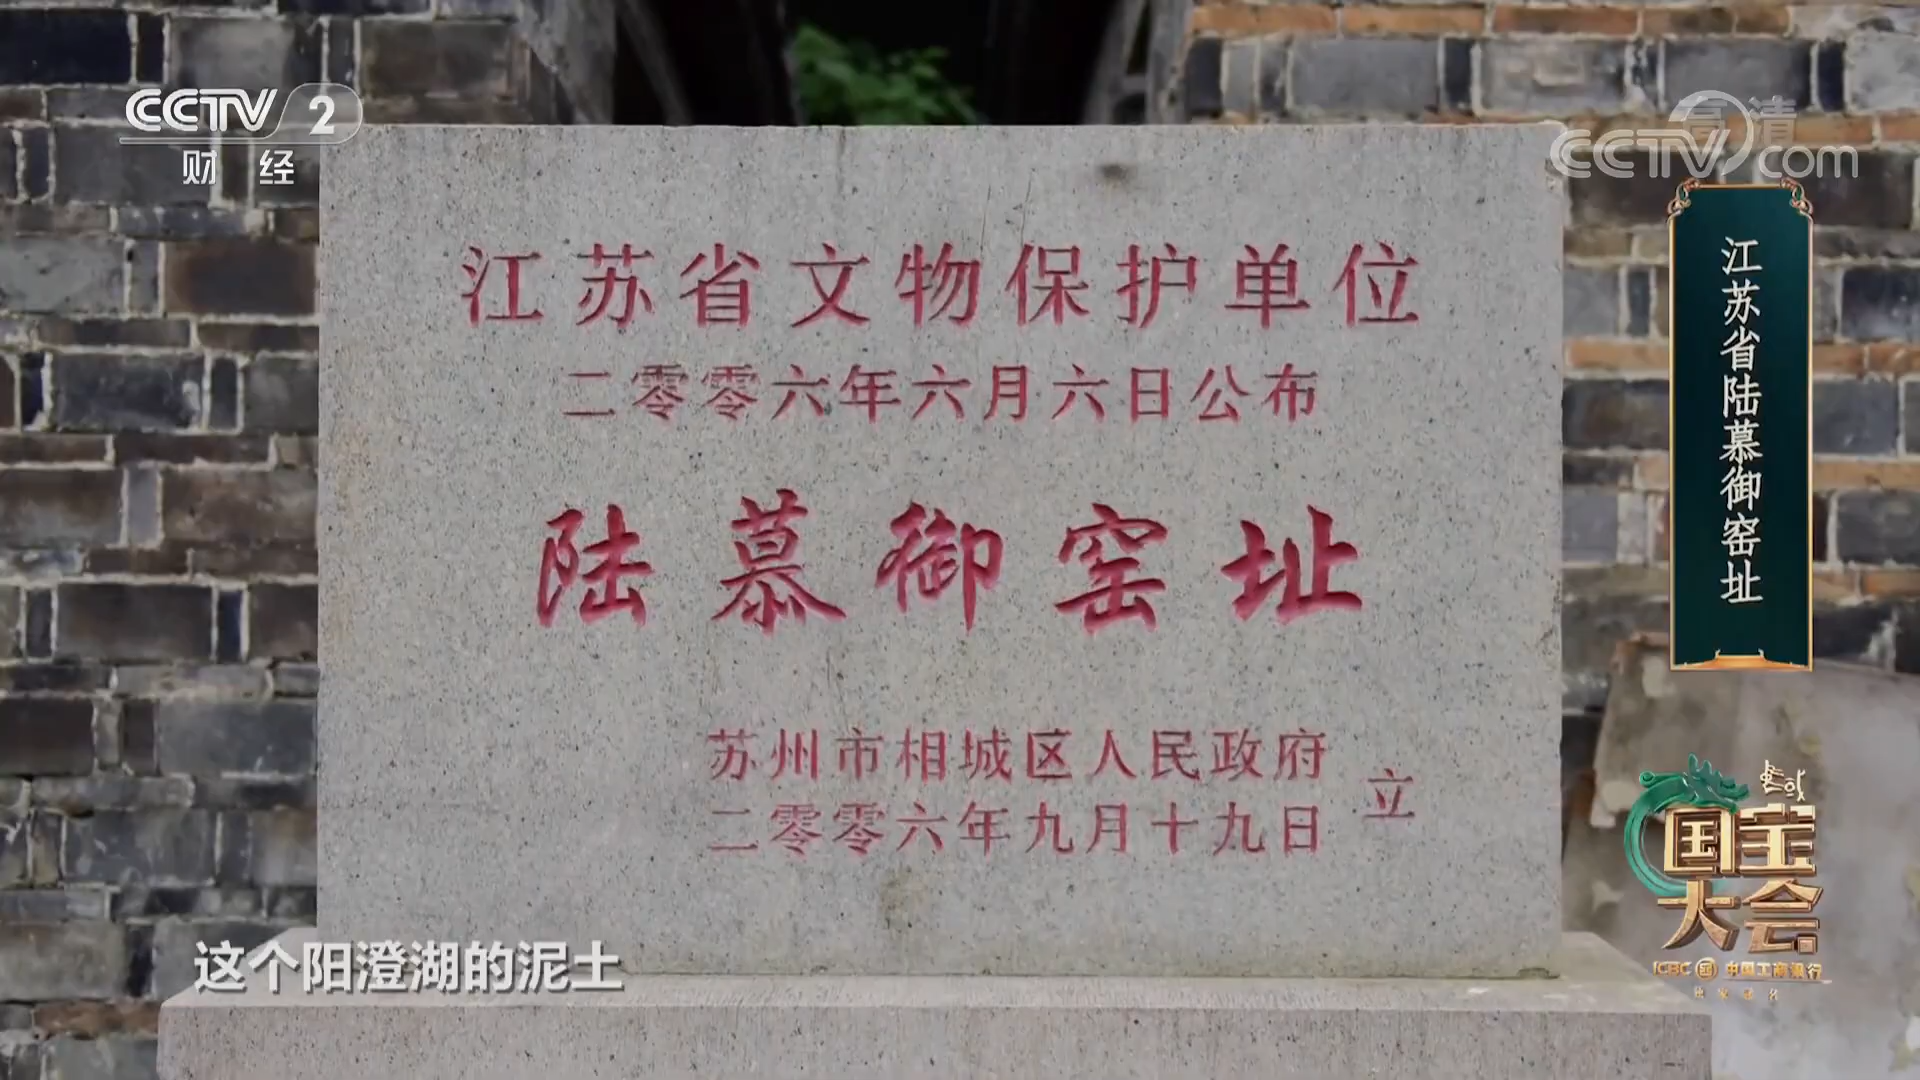 CCTV 2
财 经
高清
CCTV.com
江苏省文物保护单位
二零零六年六月六日公布
陆慕御窑址
苏州市相城区人民政府
二零零六年九月十九日
立
江苏省陆慕御窑址
国宝
大会
ICBC 中国工商银行
这个阳澄湖的泥土